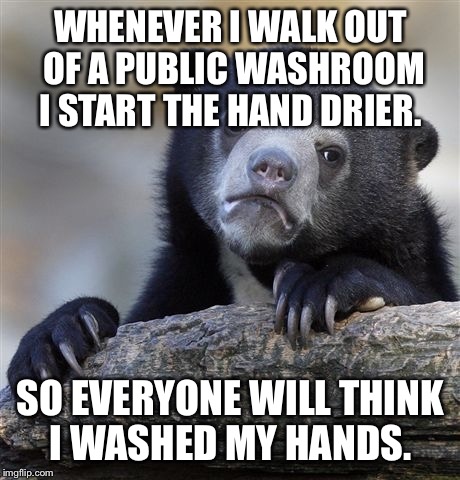 WHENEVER I WALK OUT
OF A PUBLIC WASHROOM
I START THE HAND DRIER.
SO EVERYONE WILL THINK
I WASHED MY HANDS.
imgflip.com